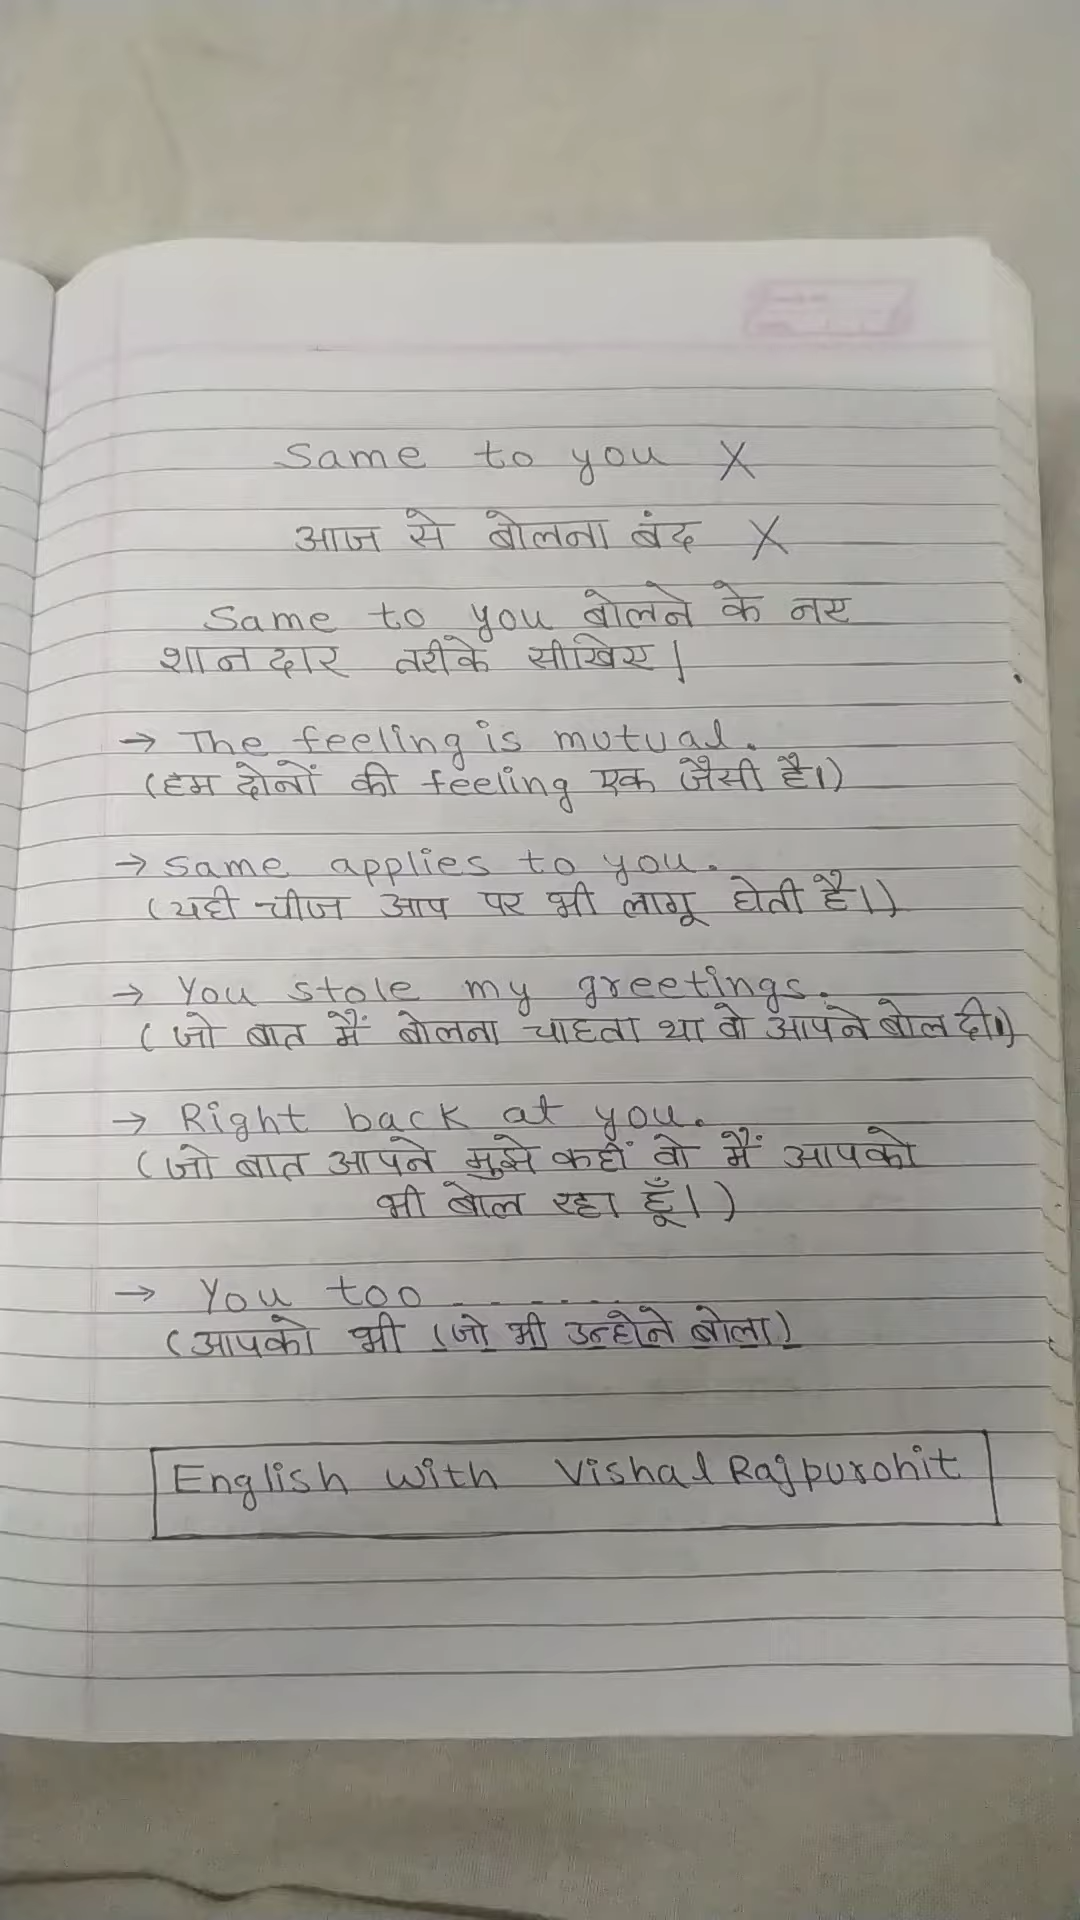 Same to you X
आज से बोलना बंद X
Same to you बोलने के नए
शानदार तरीके सीखिए।
→ The feeling is mutual.
(हम दोनों की feeling एक जैसी है।)
→ Same applies to you.
(यही चीज आप पर भी लागू होती है।)
→ You stole my greetings.
(जो बात मैं बोलना चाहता था वो आपने बोल दी।)
→ Right back at you.
(जो बात आपने मुझे कहीं वो मैं आपको
भी बोल रहा हूँ।)
→ You too ------
(आपको भी (जो भी उन्होने बोला)
English with Vishal Rajpurohit